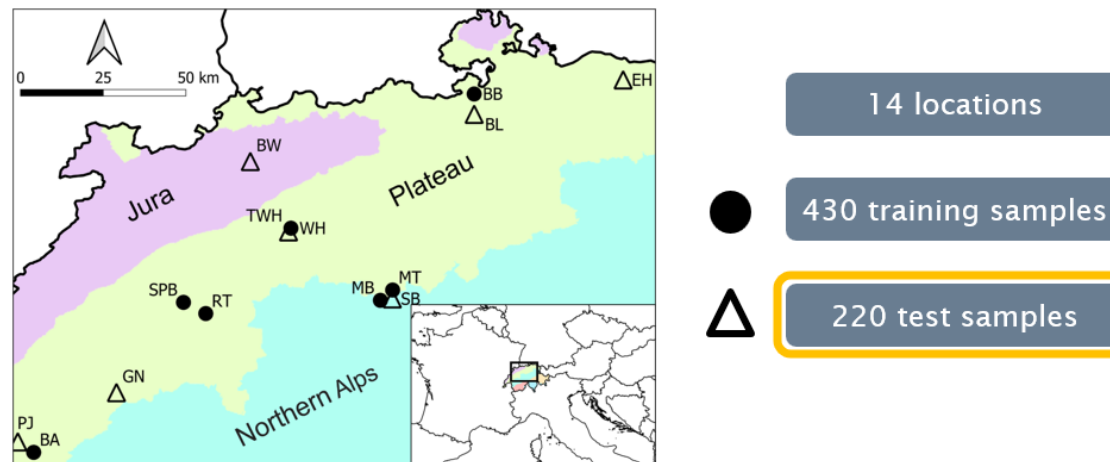 0 25 50 km
EH
BB
BL
BW
Jura
Plateau
TWH
WH
MT
MB
SB
SPB
RT
GN
Northern Alps
PJ
BA
14 locations
430 training samples
220 test samples